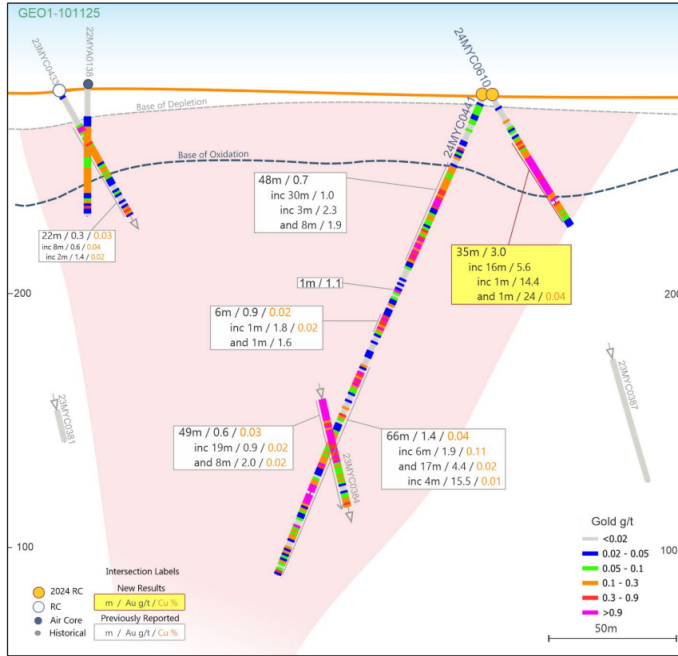 GEO1-101125
23MYC0433
22MYA0138
24MYC0610
24MYC0441
Base of Depletion
Base of Oxidation
48m / 0.7
inc 30m / 1.0
inc 3m / 2.3
and 8m / 1.9
22m / 0.3 / 0.03
inc 8m / 0.6 / 0.04
inc 2m / 1.4 / 0.02
35m / 3.0
inc 16m / 5.6
inc 1m / 14.4
and 1m / 24 / 0.04
1m / 1.1
200
200
6m / 0.9 / 0.02
inc 1m / 1.8 / 0.02
and 1m / 1.6
23MYC0381
23MYC0387
49m / 0.6 / 0.03
inc 19m / 0.9 / 0.02
and 8m / 2.0 / 0.02
66m / 1.4 / 0.04
inc 6m / 1.9 / 0.11
and 17m / 4.4 / 0.02
inc 4m / 15.5 / 0.01
23MYC0384
100
100
Gold g/t
<0.02
0.02 - 0.05
0.05 - 0.1
0.1 - 0.3
0.3 - 0.9
>0.9
50m
2024 RC
RC
Air Core
Historical
Intersection Labels
New Results
m / Au g/t / Cu %
Previously Reported
m / Au g/t / Cu %